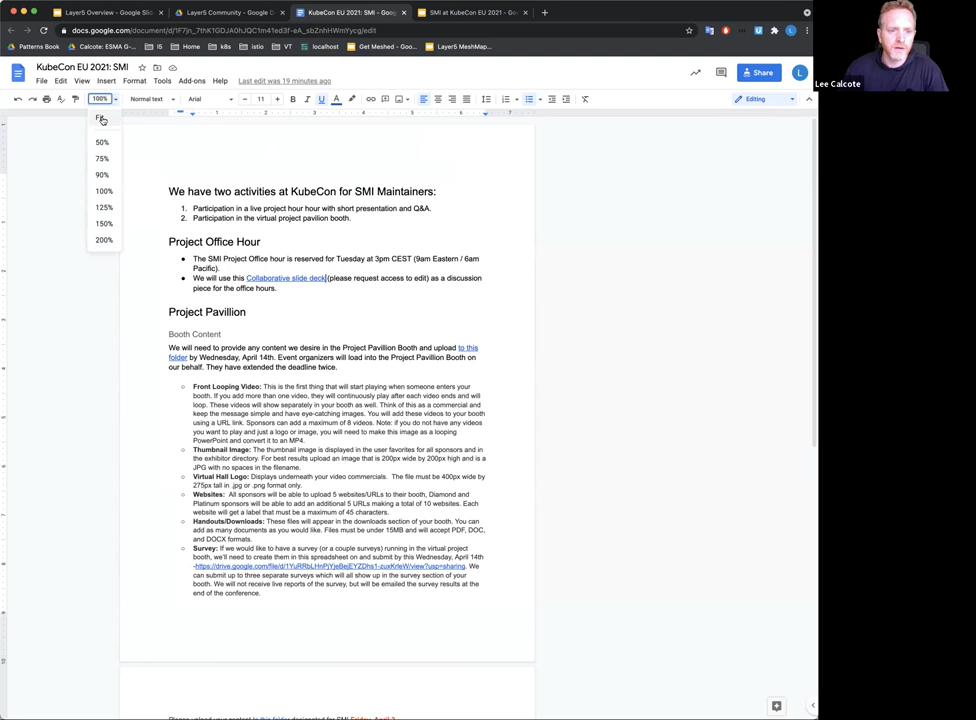 Layer5 Overview - Google Slid
Layer5 Community - Google D
KubeCon EU 2021: SMI - Goog
SMI at KubeCon EU 2021 - Go
docs.google.com
Patterns Book
Calcote: ESMA G-...
l5
Home
k8s
istio
VT
localhost
Get Meshed - Goo...
Layer5 MeshMap...
Lee Calcote
KubeCon EU 2021: SMI
File Edit View Insert Format Tools Add-ons Help Last edit was 19 minutes ago
Share
L
100%
Normal text
Arial
11
B I U A
Editing
Fit
50%
75%
90%
100%
125%
150%
200%
We have two activities at KubeCon for SMI Maintainers:
1. Participation in a live project hour hour with short presentation and Q&A.
2. Participation in the virtual project pavilion booth.
Project Office Hour
● The SMI Project Office hour is reserved for Tuesday at 3pm CEST (9am Eastern / 6am
Pacific).
● We will use this Collaborative slide deck (please request access to edit) as a discussion
piece for the office hours.
Project Pavillion
Booth Content
We will need to provide any content we desire in the Project Pavilion Booth and upload to this
folder by Wednesday, April 14th. Event organizers will load into the Project Pavilion Booth on
our behalf. They have extended the deadline twice.
○ Front Looping Video: This is the first thing that will start playing when someone enters your
booth. If you add more than one video, they will continuously play after each video ends and will
loop. These videos will show separately in your booth as well. Think of this as a commercial and
keep the message simple and have eye-catching images. You will add these videos to your booth
using a URL link. Sponsors can add a maximum of 8 videos. Note: if you do not have any videos
you want to play and just a logo or image, you will need to make this image as a looping
PowerPoint and convert it to an MP4.
○ Thumbnail Image: The thumbnail image is displayed in the user favorites for all sponsors and in
the exhibitor directory. For best results upload an image that is 200px wide by 200px high and is a
JPG with no spaces in the filename.
○ Virtual Hall Logo: Displays underneath your video commercials. The file must be 400px wide by
275px tall in .jpg or .png format only.
○ Websites: All sponsors will be able to upload 5 websites/URLs to their booth, Diamond and
Platinum sponsors will be able to add an additional 5 URLs making a total of 10 websites. Each
website will get a label that must be a maximum of 45 characters.
○ Handouts/Downloads: These files will appear in the downloads section of your booth. You can
add as many documents as you would like. Files must be under 15MB and will accept PDF, DOC,
and DOCX formats.
○ Survey: If we would like to have a survey (or a couple surveys) running in the virtual project
booth, we'll need to create them in this spreadsheet on and submit by this Wednesday, April 14th
We
can submit up to three separate surveys which will all show up in the survey section of your
booth. We will not receive live reports of the survey, but will be emailed the survey results at the
end of the conference.
Please upload your content to this folder designated for SMI Friday, April 2